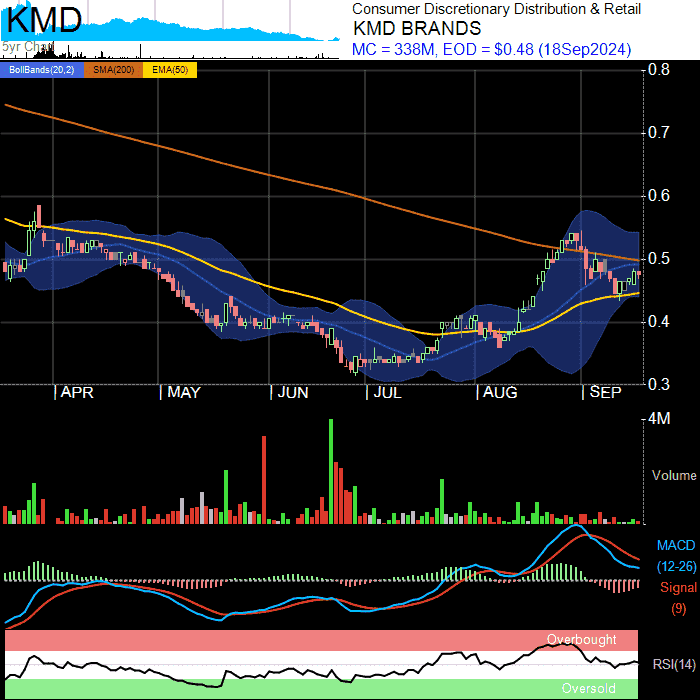 KMD
5yr Chart
Consumer Discretionary Distribution & Retail
KMD BRANDS
MC = 338M, EOD = $0.48 (18Sep2024)
BollBands(20,2) SMA(200) EMA(50)
0.8
0.7
0.6
0.5
0.4
0.3
APR MAY JUN JUL AUG SEP
4M
Volume
MACD
(12-26)
Signal
(9)
Overbought
RSI(14)
Oversold